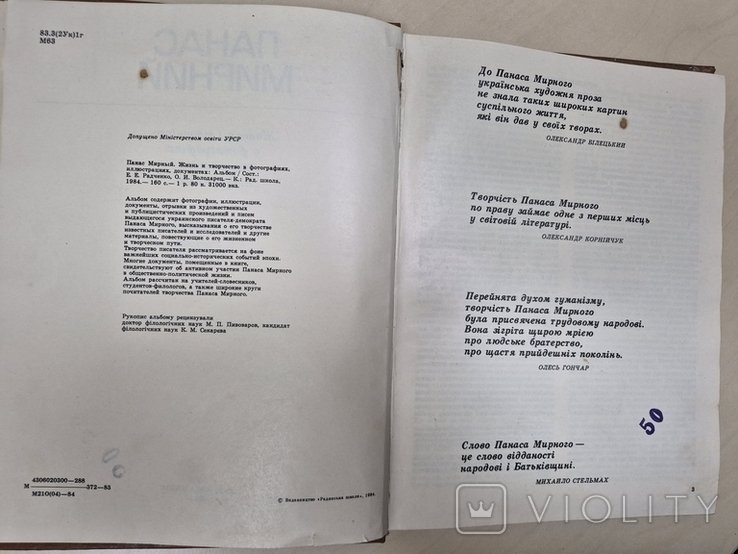 83.3(2Ук)1г
М63
ПАНАС
МИРНИЙ
Допущено Міністерством освіти УРСР
Панас Мирный. Жизнь и творчество в фотографиях,
иллюстрациях, документах: Альбом / Сост.:
Е. Е. Радченко, О. И. Володарец.— К.: Рад. школа,
1984.— 160 с.— 1 р. 80 к. 31000 экз.
Альбом содержит фотографии, иллюстрации,
документы, отрывки из художественных
и публицистических произведений и писем
выдающегося украинского писателя-демократа
Панаса Мирного, высказывания о его творчестве
известных писателей и исследователей и другие
материалы, повествующие о его жизненном
и творческом пути.
Творчество писателя рассматривается на фоне
важнейших социально-исторических событий эпохи.
Многие документы, помещенные в книге,
свидетельствуют об активном участии Панаса Мирного
в общественно-политической жизни.
Альбом рассчитан на учителей-словесников,
студентов-филологов, а также широкие круги
почитателей творчества Панаса Мирного.
Рукопис альбому рецензували
доктор філологічних наук М. П. Пивоваров, кандидат
філологічних наук К. М. Сікарева
4306020300—288
М 372—83
М210(04)—84
© Видавництво «Радянська школа», 1984.
До Панаса Мирного
українська художня проза
не знала таких широких картин
суспільного життя,
які він дав у своїх творах.
ОЛЕКСАНДР БІЛЕЦЬКИЙ
Творчість Панаса Мирного
по праву займає одне з перших місць
у світовій літературі.
ОЛЕКСАНДР КОРНІЙЧУК
Перейнята духом гуманізму,
творчість Панаса Мирного
була присвячена трудовому народові.
Вона зігріта щирою мрією
про людське братерство,
про щастя прийдешніх поколінь.
ОЛЕСЬ ГОНЧАР
50
Слово Панаса Мирного —
це слово відданості
народові і Батьківщині.
МИХАЙЛО СТЕЛЬМАХ
3
VIOLITY